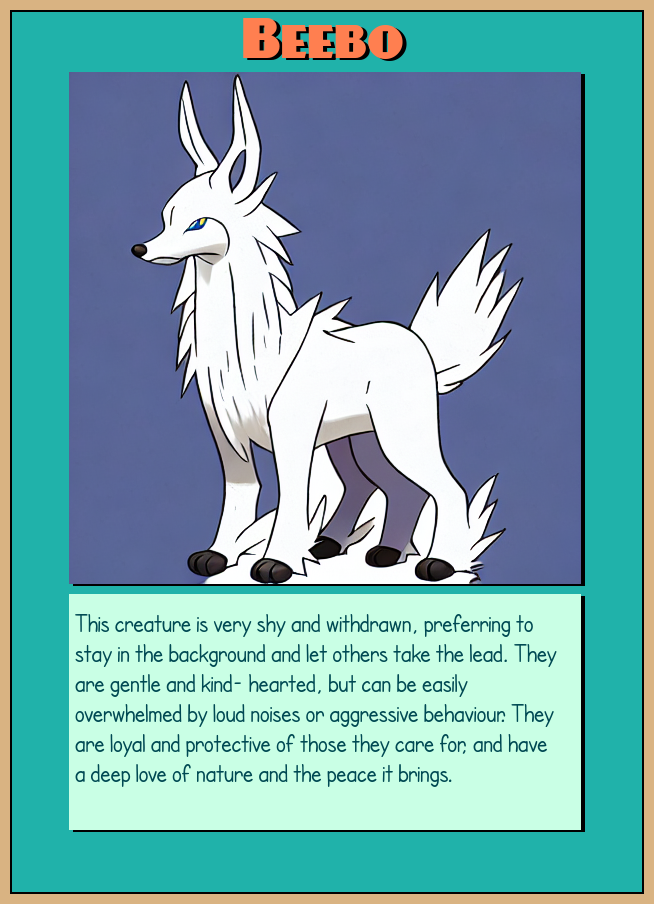 Beebo
This creature is very shy and withdrawn, preferring to
stay in the background and let others take the lead. They
are gentle and kind- hearted, but can be easily
overwhelmed by loud noises or aggressive behaviour. They
are loyal and protective of those they care for, and have
a deep love of nature and the peace it brings.